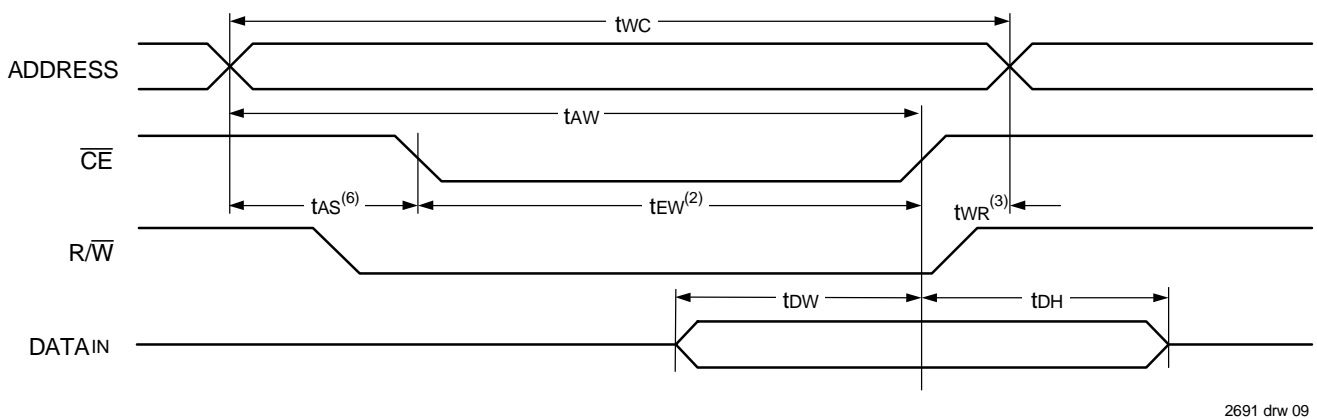 tWC
ADDRESS
tAW
CE
tAS(6)
tEW(2)
tWR(3)
R/W
tDW
tDH
DATAIN
2691 drw 09